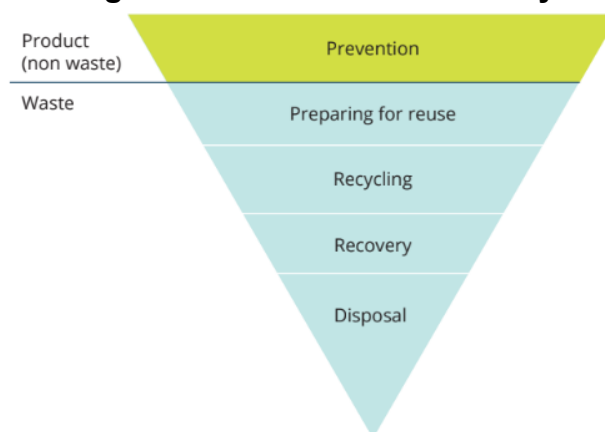 Product
(non waste)
Prevention
Waste
Preparing for reuse
Recycling
Recovery
Disposal